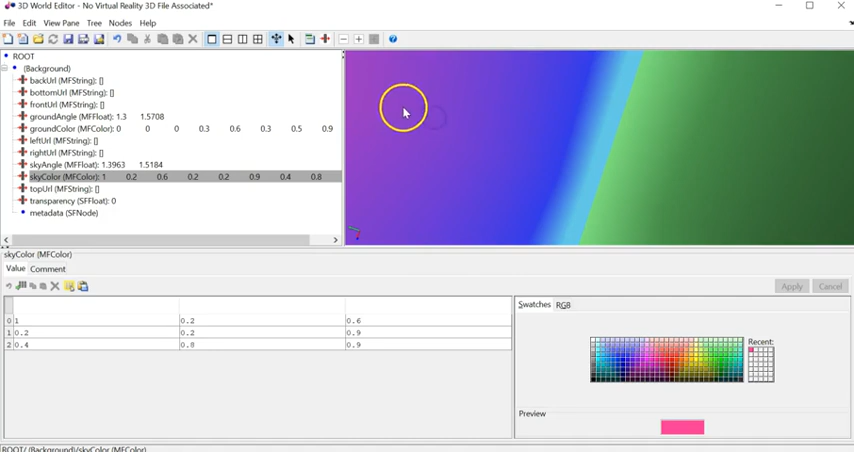 3D World Editor - No Virtual Reality 3D File Associated*
File Edit View Pane Tree Nodes Help
ROOT
(Background)
backUrl (MFString): []
bottomUrl (MFString): []
frontUrl (MFString): []
groundAngle (MFFloat): 1.3 1.5708
groundColor (MFColor): 0 0 0 0.3 0.6 0.3 0.5 0.9
leftUrl (MFString): []
rightUrl (MFString): []
skyAngle (MFFloat): 1.3963 1.5184
skyColor (MFColor): 1 0.2 0.6 0.2 0.2 0.9 0.4 0.8
topUrl (MFString): []
transparency (SFFloat): 0
metadata (SFNode)
skyColor (MFColor)
Value Comment
Apply Cancel
0 1 0.2 0.6
1 0.2 0.2 0.9
2 0.4 0.8 0.9
Swatches RGB
Recent:
Preview
ROOT/ (Background)/skyColor (MFColor)